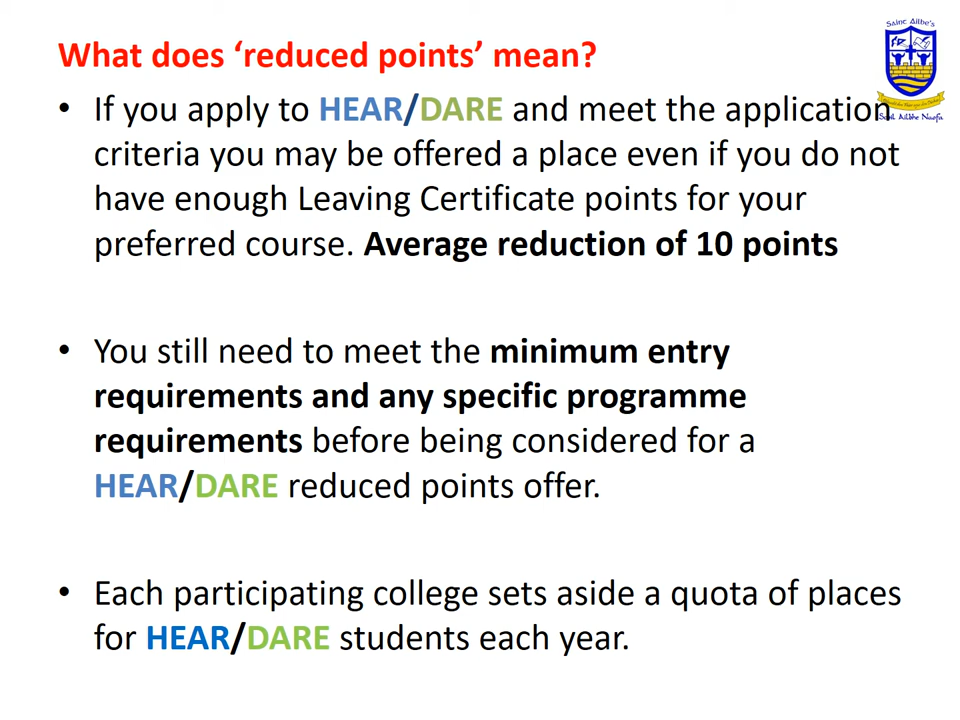 Saint Ailbe's
What does ‘reduced points’ mean?
• If you apply to HEAR/DARE and meet the application
Scoil Ailbhe Naofa
criteria you may be offered a place even if you do not
have enough Leaving Certificate points for your
preferred course. Average reduction of 10 points
• You still need to meet the minimum entry
requirements and any specific programme
requirements before being considered for a
HEAR/DARE reduced points offer.
• Each participating college sets aside a quota of places
for HEAR/DARE students each year.